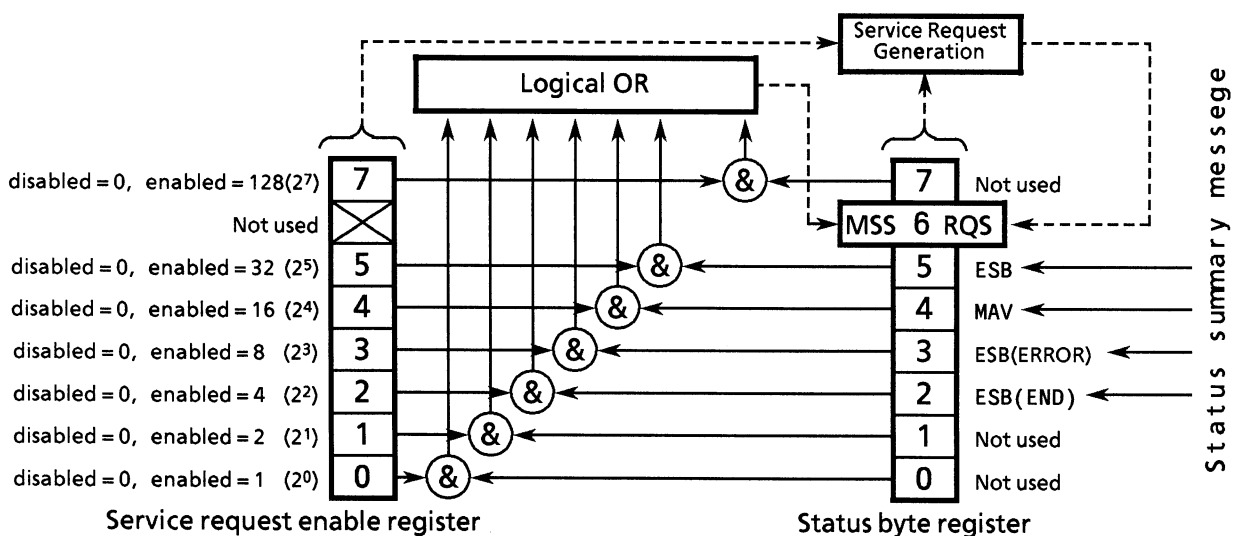 Service Request
Generation
Logical OR
disabled = 0, enabled = 128(2⁷) 7 & 7 Not used
Not used MSS 6 RQS
disabled = 0, enabled = 32 (2⁵) 5 & 5 ESB
disabled = 0, enabled = 16 (2⁴) 4 & 4 MAV
disabled = 0, enabled = 8 (2³) 3 & 3 ESB(ERROR)
disabled = 0, enabled = 4 (2²) 2 & 2 ESB(END)
disabled = 0, enabled = 2 (2¹) 1 & 1 Not used
disabled = 0, enabled = 1 (2⁰) 0 & 0 Not used
Service request enable register
Status byte register
Status summary messege